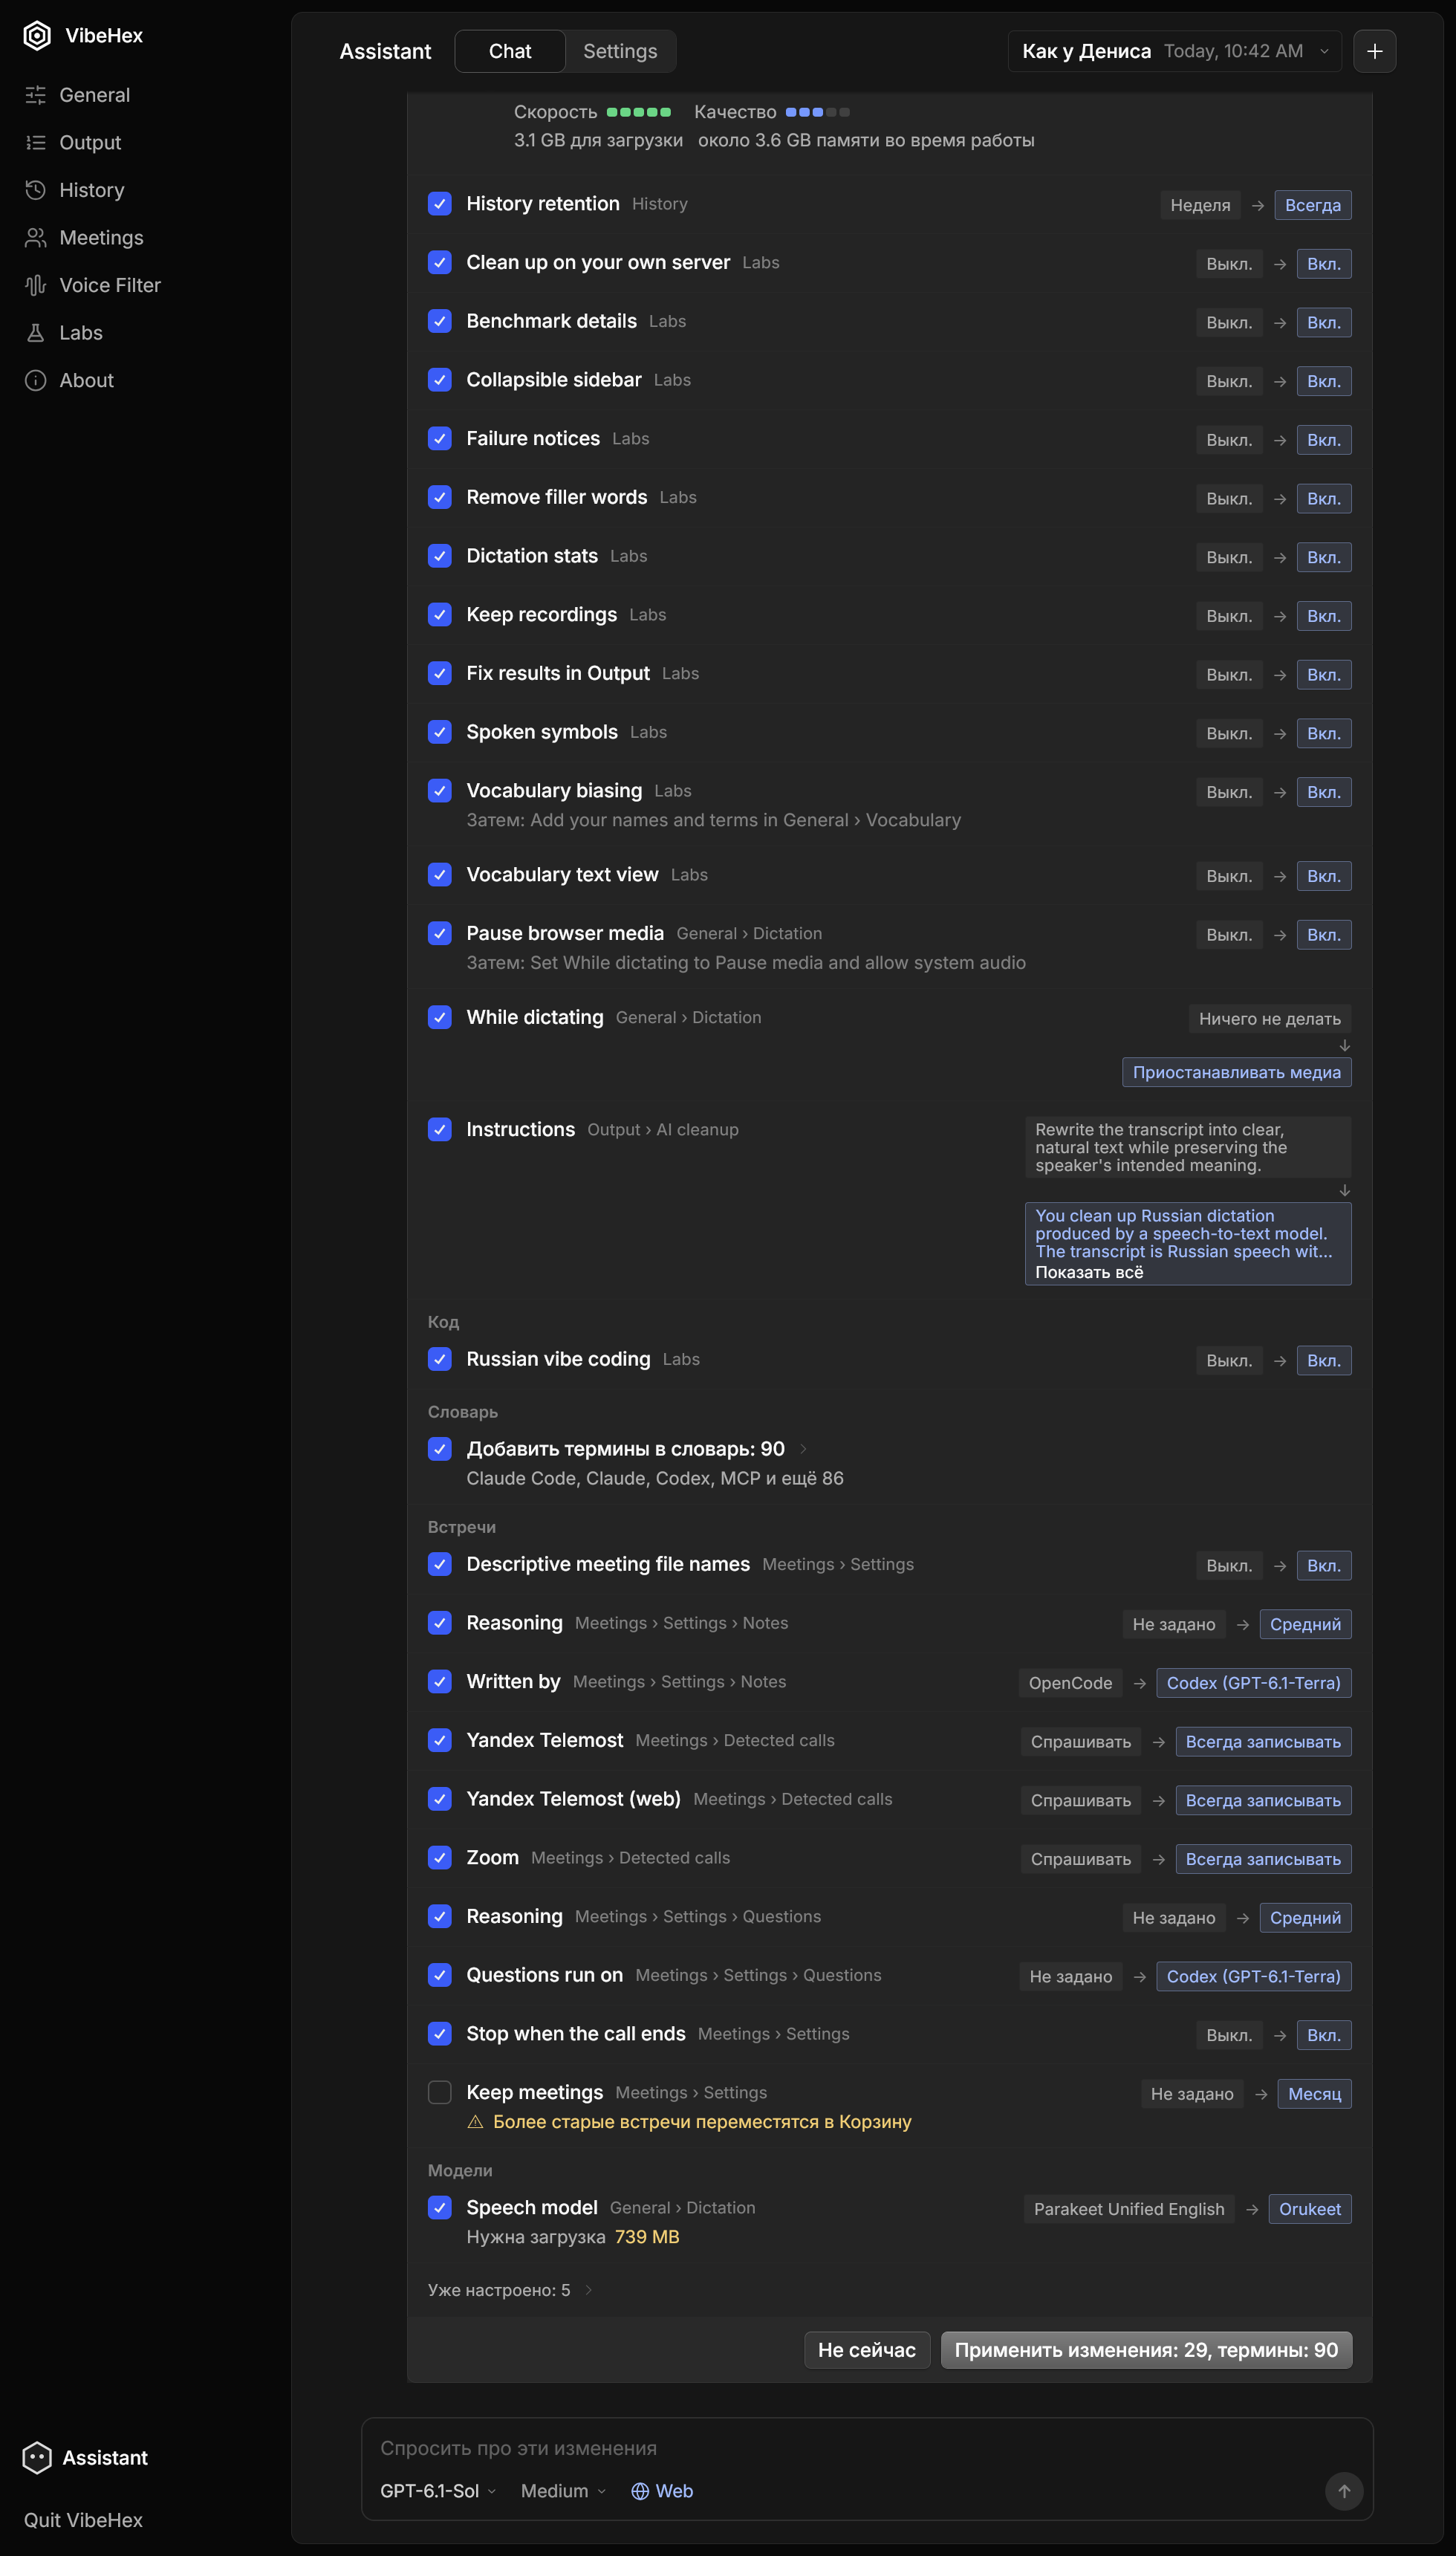 VibeHex
General
Output
History
Meetings
Voice Filter
Labs
About
Assistant
Quit VibeHex
Assistant Chat Settings Как у Дениса Today, 10:42 AM
Скорость Качество
3.1 GB для загрузки около 3.6 GB памяти во время работы
History retention History Неделя → Всегда
Clean up on your own server Labs Выкл. → Вкл.
Benchmark details Labs Выкл. → Вкл.
Collapsible sidebar Labs Выкл. → Вкл.
Failure notices Labs Выкл. → Вкл.
Remove filler words Labs Выкл. → Вкл.
Dictation stats Labs Выкл. → Вкл.
Keep recordings Labs Выкл. → Вкл.
Fix results in Output Labs Выкл. → Вкл.
Spoken symbols Labs Выкл. → Вкл.
Vocabulary biasing Labs Выкл. → Вкл.
Затем: Add your names and terms in General › Vocabulary
Vocabulary text view Labs Выкл. → Вкл.
Pause browser media General › Dictation Выкл. → Вкл.
Затем: Set While dictating to Pause media and allow system audio
While dictating General › Dictation Ничего не делать
↓
Приостанавливать медиа
Instructions Output › AI cleanup Rewrite the transcript into clear,
natural text while preserving the
speaker's intended meaning.
↓
You clean up Russian dictation
produced by a speech-to-text model.
The transcript is Russian speech wit...
Показать всё
Код
Russian vibe coding Labs Выкл. → Вкл.
Словарь
Добавить термины в словарь: 90 ›
Claude Code, Claude, Codex, MCP и ещё 86
Встречи
Descriptive meeting file names Meetings › Settings Выкл. → Вкл.
Reasoning Meetings › Settings › Notes Не задано → Средний
Written by Meetings › Settings › Notes OpenCode → Codex (GPT-6.1-Terra)
Yandex Telemost Meetings › Detected calls Спрашивать → Всегда записывать
Yandex Telemost (web) Meetings › Detected calls Спрашивать → Всегда записывать
Zoom Meetings › Detected calls Спрашивать → Всегда записывать
Reasoning Meetings › Settings › Questions Не задано → Средний
Questions run on Meetings › Settings › Questions Не задано → Codex (GPT-6.1-Terra)
Stop when the call ends Meetings › Settings Выкл. → Вкл.
Keep meetings Meetings › Settings Не задано → Месяц
⚠ Более старые встречи переместятся в Корзину
Модели
Speech model General › Dictation Parakeet Unified English → Orukeet
Нужна загрузка 739 MB
Уже настроено: 5 ›
Не сейчас Применить изменения: 29, термины: 90
Спросить про эти изменения
GPT-6.1-Sol Medium Web